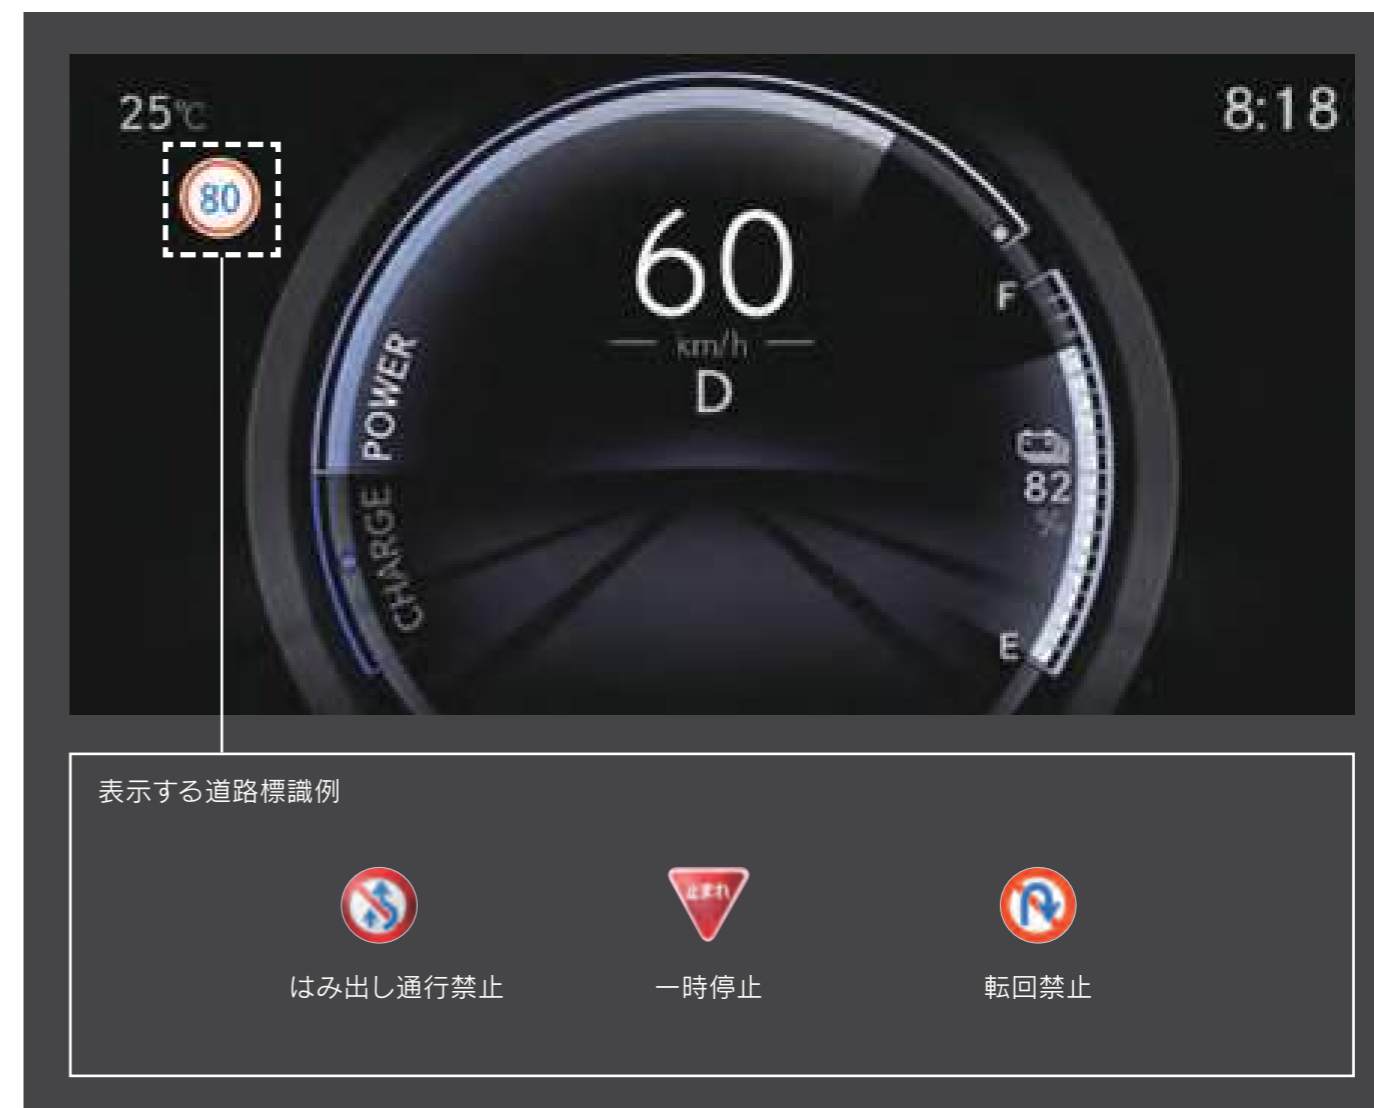 25℃
8:18
80
60
km/h
D
POWER
CHARGE
F
82
%
E
表示する道路標識例
止まれ
はみ出し通行禁止
一時停止
転回禁止